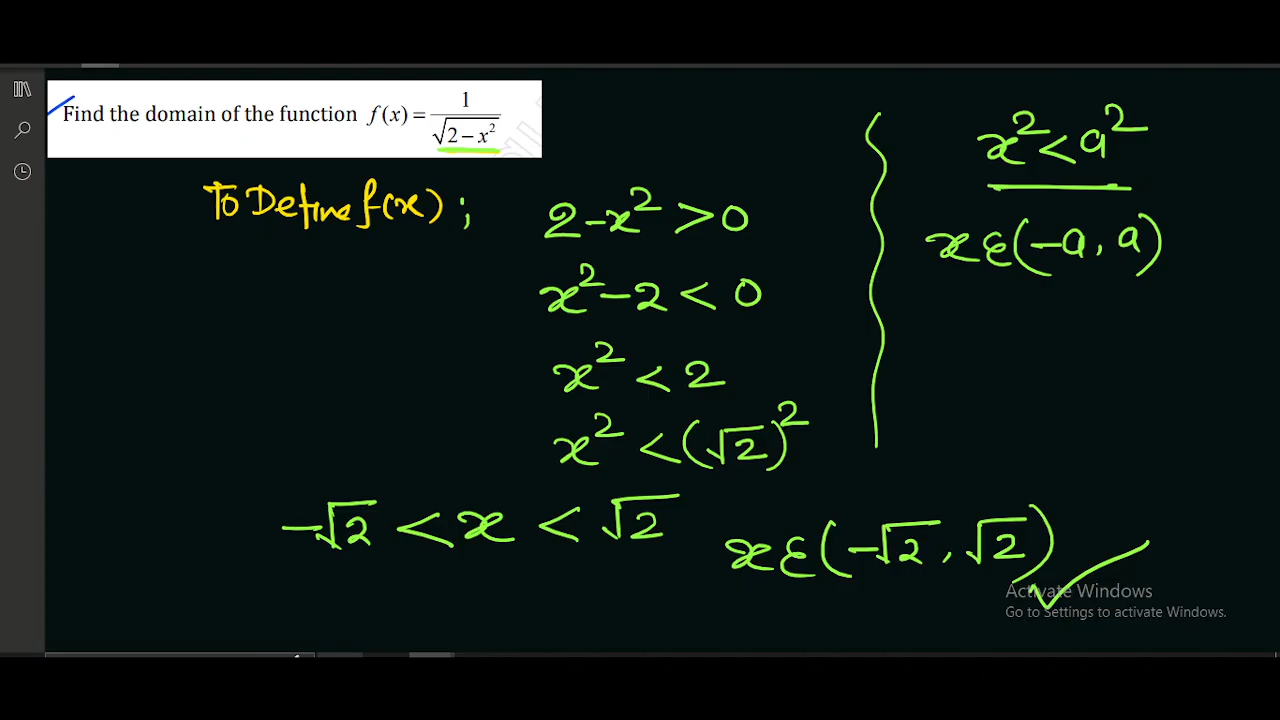 Find the domain of the function f(x) = 1/√(2 − x²)
To Define f(x) ; 2 − x² > 0
x² − 2 < 0
x² < 2
x² < (√2)²
−√2 < x < √2
x ε (−√2, √2)
x² < a²
x ε (−a, a)
Activate Windows
Go to Settings to activate Windows.